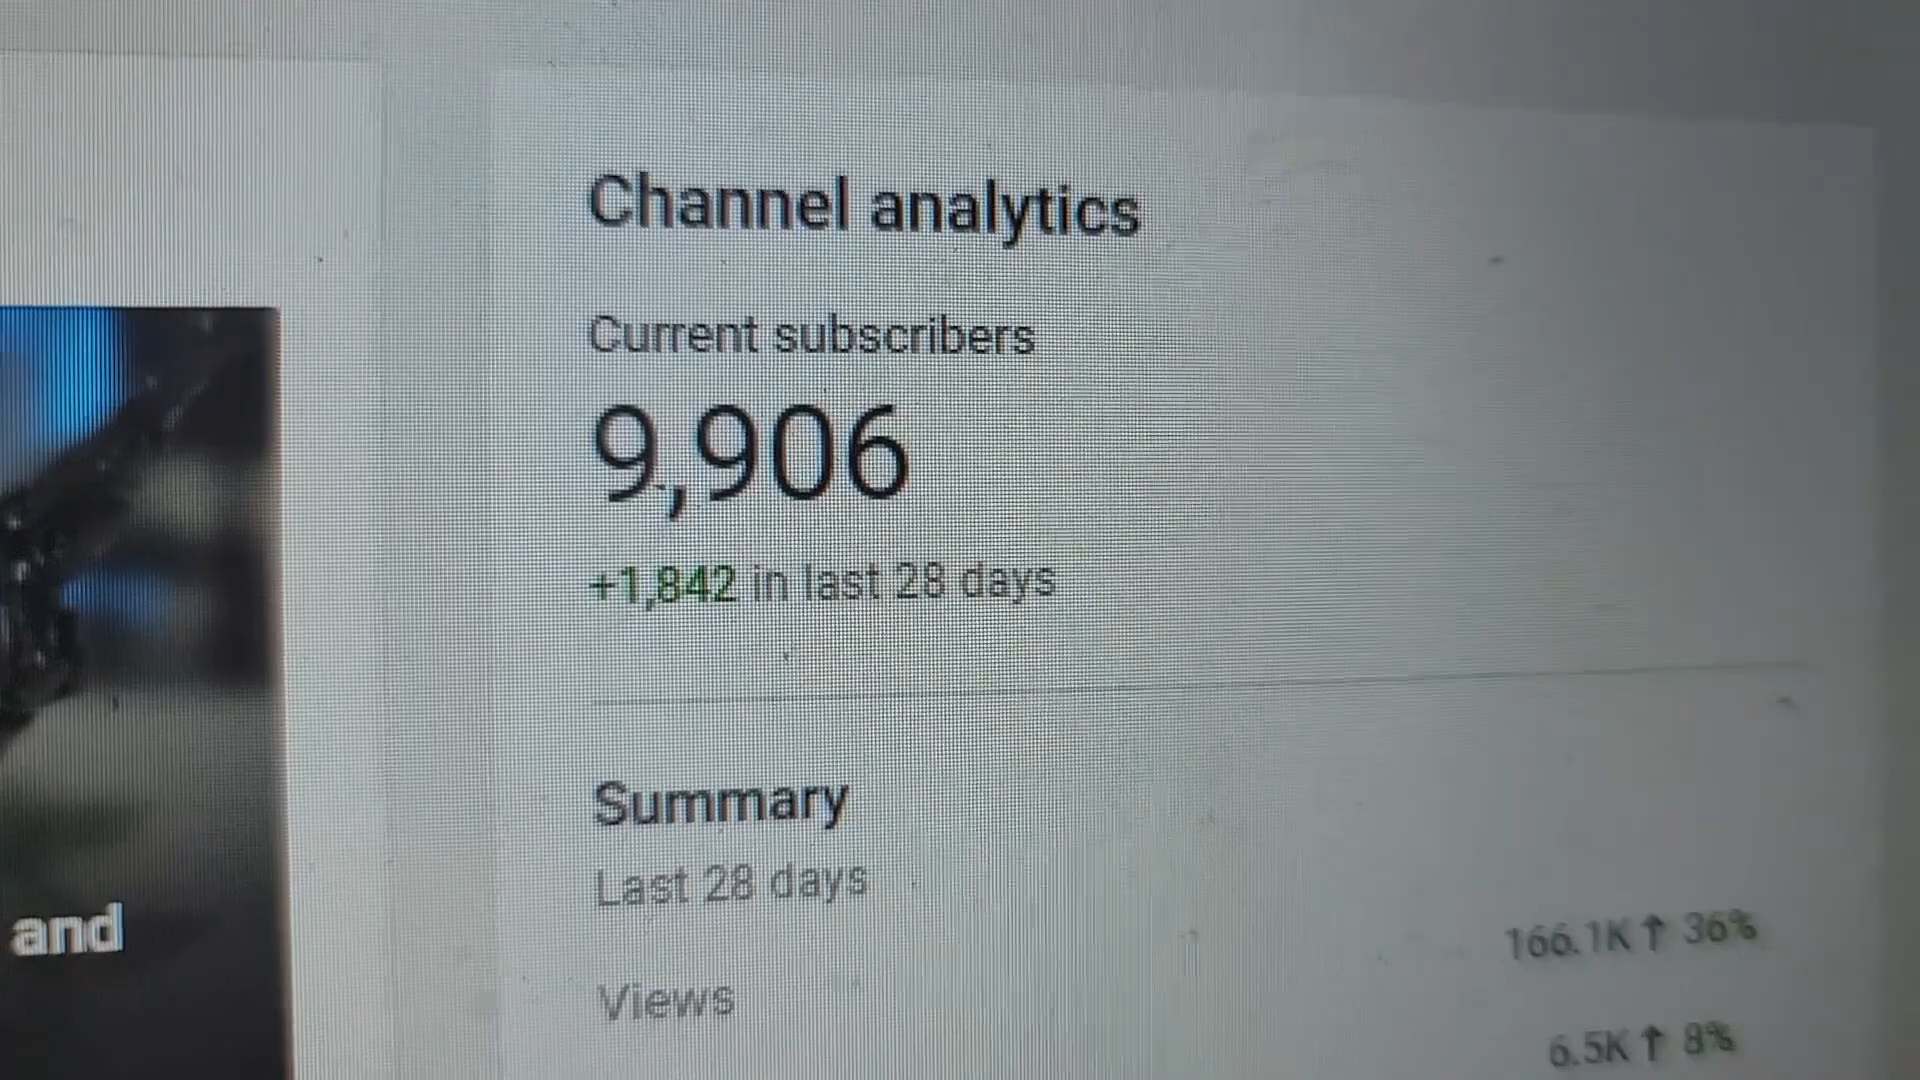 Channel analytics
Current subscribers
9,906
+1,842 in last 28 days
Summary
Last 28 days
and
166.1K ↑ 36%
Views
6.5K ↑ 8%